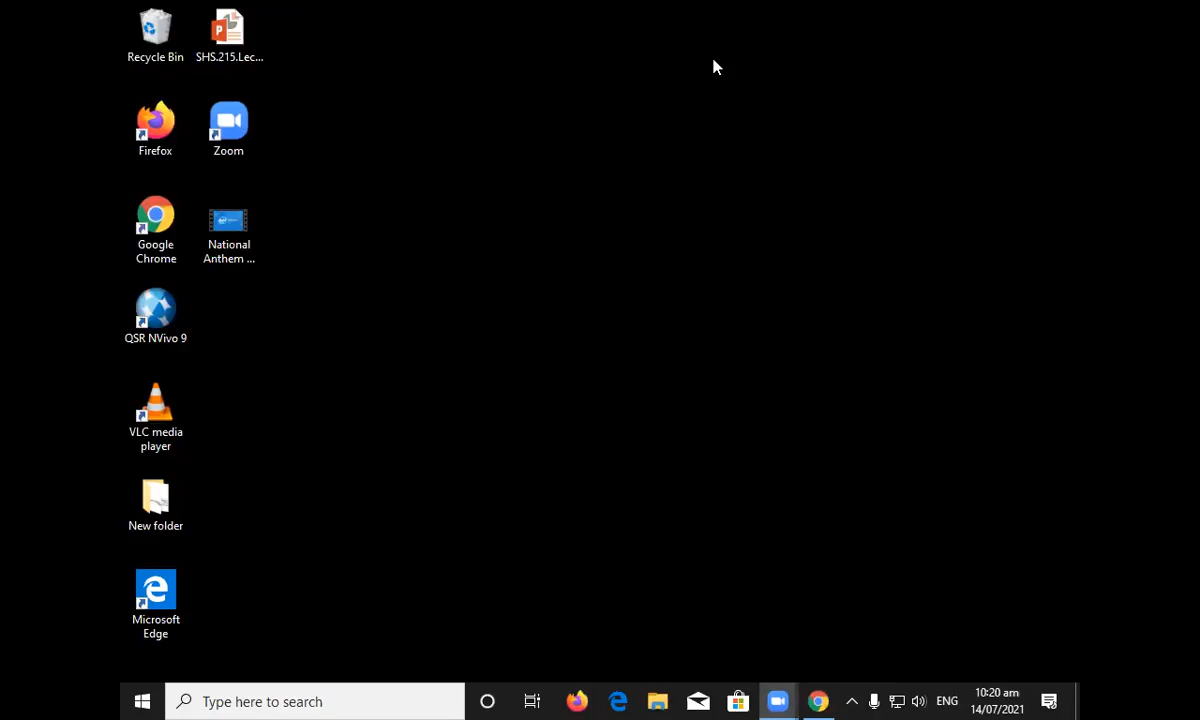 Recycle Bin
SHS.215.Lec...
Firefox
Zoom
Google
Chrome
National
Anthem ...
QSR NVivo 9
VLC media
player
New folder
Microsoft
Edge
Type here to search
ENG
10:20 am
14/07/2021